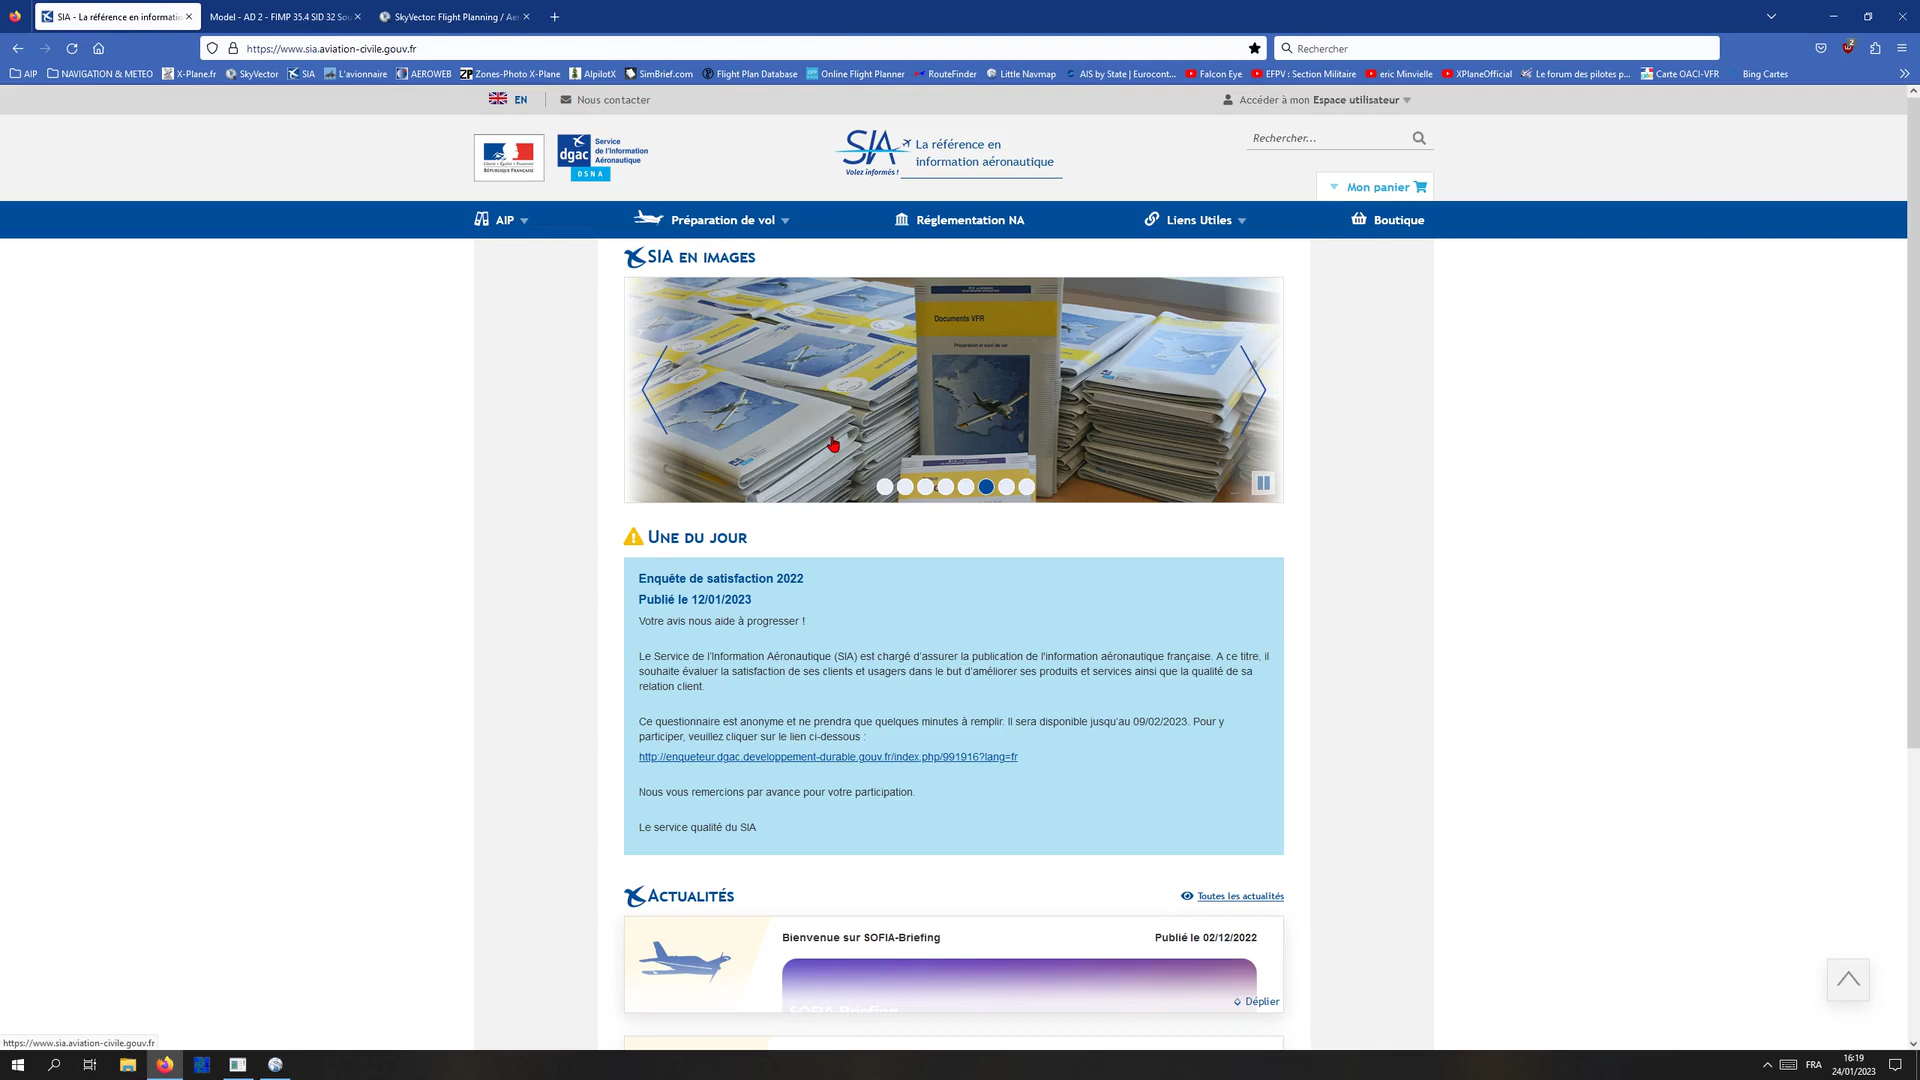 SIA - La référence en informatio
Model - AD 2 - FIMP 35.4 SID 32 Sou
SkyVector: Flight Planning / Ae
https://www.sia.aviation-civile.gouv.fr
Rechercher
2
AIP
NAVIGATION & METEO
X-Plane.fr
SkyVector
SIA
L'avionnaire
AEROWEB
Zones-Photo X-Plane
AlpilotX
SimBrief.com
Flight Plan Database
Online Flight Planner
RouteFinder
Little Navmap
AIS by State | Eurocont...
Falcon Eye
EFPV : Section Militaire
eric Minvielle
XPlaneOfficial
Le forum des pilotes p...
Carte OACI-VFR
Bing Cartes
EN
Nous contacter
Accéder à mon Espace utilisateur
RÉPUBLIQUE FRANÇAISE
dgac
Service
de l'Information
Aéronautique
DSNA
SIA
Volez informés !
La référence en
information aéronautique
Rechercher...
Mon panier
AIP
Préparation de vol
Réglementation NA
Liens Utiles
Boutique
SIA EN IMAGES
Documents VFR
Préparation et suivi de vol
UNE DU JOUR
Enquête de satisfaction 2022
Publié le 12/01/2023
Votre avis nous aide à progresser !
Le Service de l'Information Aéronautique (SIA) est chargé d'assurer la publication de l'information aéronautique française. A ce titre, il
souhaite évaluer la satisfaction de ses clients et usagers dans le but d'améliorer ses produits et services ainsi que la qualité de sa
relation client.
Ce questionnaire est anonyme et ne prendra que quelques minutes à remplir. Il sera disponible jusqu'au 09/02/2023. Pour y
participer, veuillez cliquer sur le lien ci-dessous :
http://enqueteur.dgac.developpement-durable.gouv.fr/index.php/991916?lang=fr
Nous vous remercions par avance pour votre participation.
Le service qualité du SIA
ACTUALITÉS
Toutes les actualités
Bienvenue sur SOFIA-Briefing
Publié le 02/12/2022
SOFIA-Briefing
Déplier
https://www.sia.aviation-civile.gouv.fr
FRA
16:19
24/01/2023